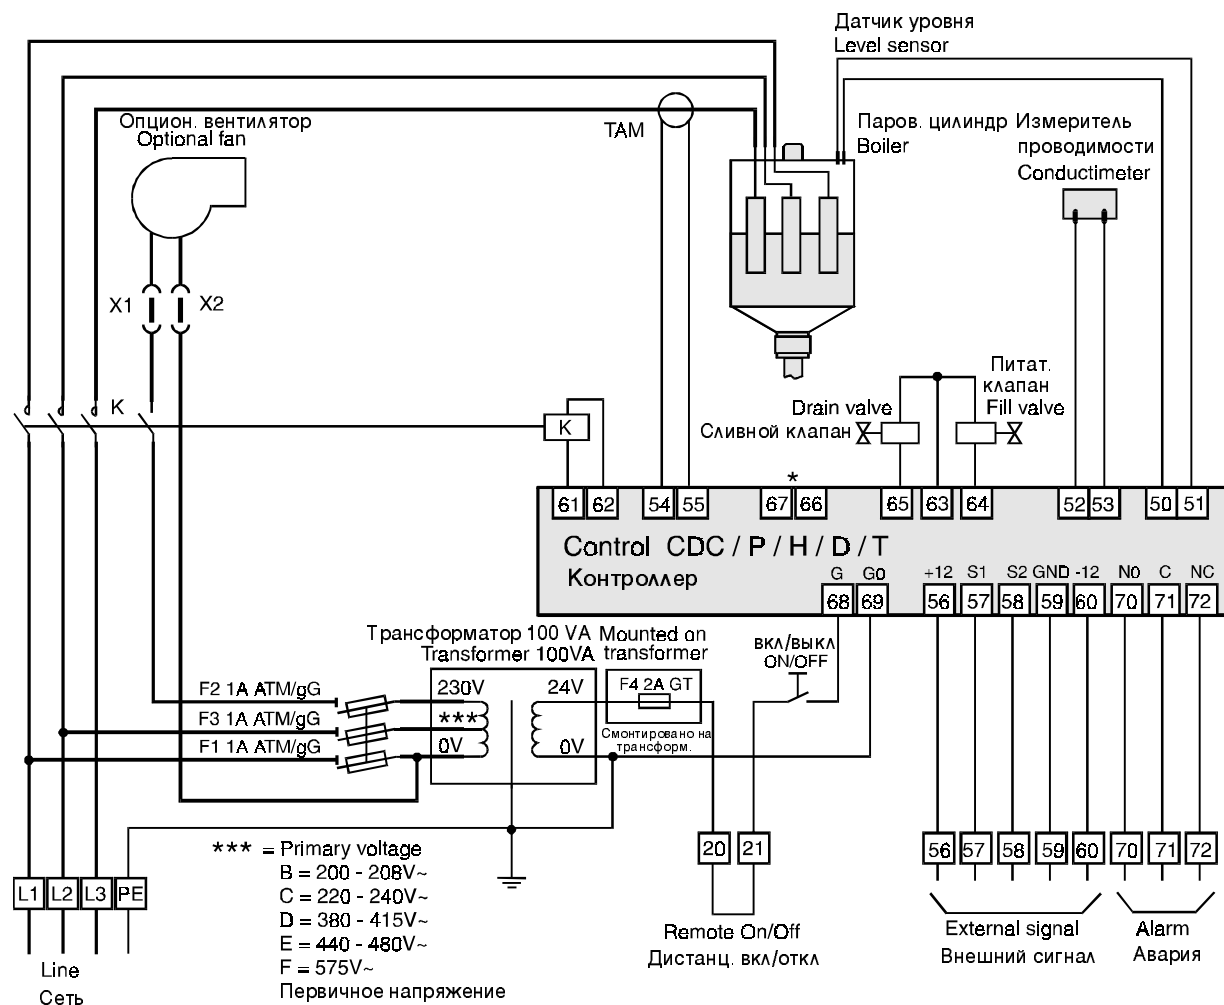 Датчик уровня
Level sensor
Опцион. вентилятор
Optional fan
TAM
Паров. цилиндр
Boiler
Измеритель
проводимости
Conductimeter
X1
X2
K
K
Drain valve
Сливной клапан
Питат.
клапан
Fill valve
*
61 62 54 55 67 66 65 63 64 52 53 50 51
Control CDC / P / H / D / T
Контроллер
G G0 +12 S1 S2 GND -12 N0 C NC
68 69 56 57 58 59 60 70 71 72
Трансформатор 100 VA
Transformer 100VA
Mounted on
transformer
ВКЛ/ВЫКЛ
ON/OFF
F2 1A ATM/gG
F3 1A ATM/gG
F1 1A ATM/gG
230V
***
0V
24V
0V
F4 2A GT
Смонтировано на
трансформ.
*** = Primary voltage
B = 200 - 208V~
C = 220 - 240V~
D = 380 - 415V~
E = 440 - 480V~
F = 575V~
Первичное напряжение
L1 L2 L3 PE
Line
Сеть
20 21
Remote On/Off
Дистанц. вкл/откл
56 57 58 59 60 70 71 72
External signal
Внешний сигнал
Alarm
Авария